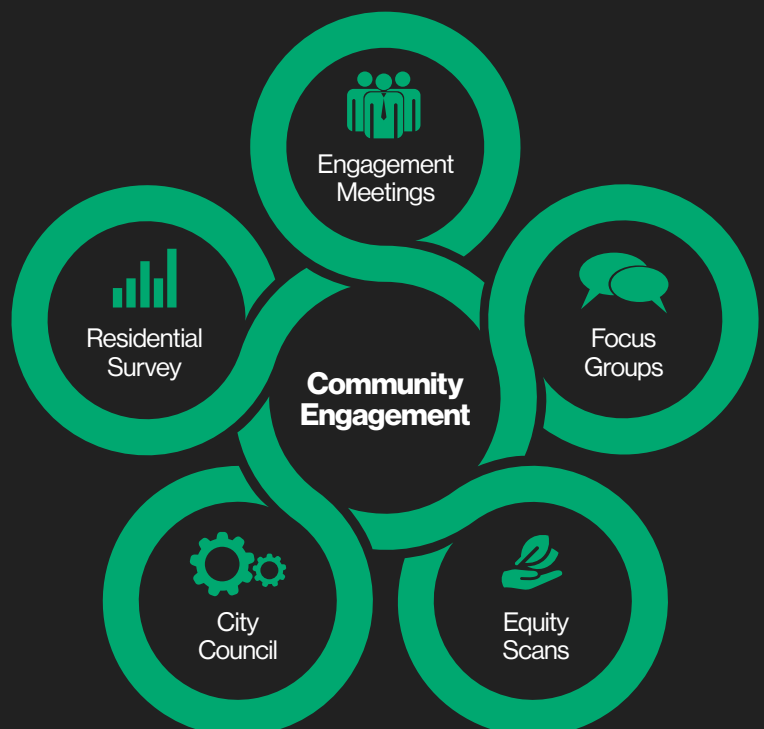 Engagement
Meetings
Residential
Survey
Focus
Groups
Community
Engagement
City
Council
Equity
Scans